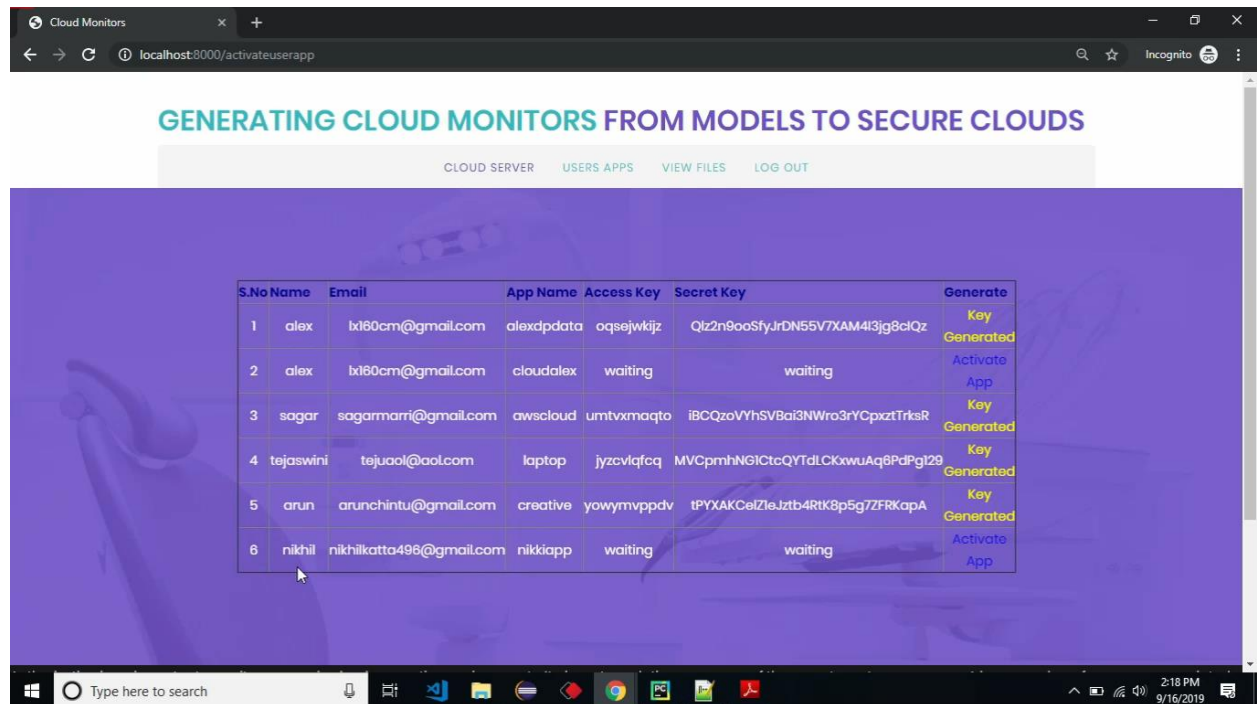 Cloud Monitors
localhost:8000/activateuserapp
Incognito
GENERATING CLOUD MONITORS FROM MODELS TO SECURE CLOUDS
CLOUD SERVER USERS APPS VIEW FILES LOG OUT
S.No Name Email App Name Access Key Secret Key Generate
1 alex lx160cm@gmail.com alexdpdata oqsejwkijz Key Generated
2 alex lx160cm@gmail.com cloudalex waiting waiting Activate App
3 sagar sagarmarri@gmail.com awscloud umtvxmaqto iBCQzoVYhSVBai3NWro3rYCpxztTrksR Key Generated
4 tejaswini tejuaol@aol.com laptop jyzcvlqfcq Key Generated
5 arun arunchintu@gmail.com creative yowymvppdv Key Generated
6 nikhil nikhilkatta496@gmail.com nikkiapp waiting waiting Activate App
Type here to search
2:18 PM
9/16/2019